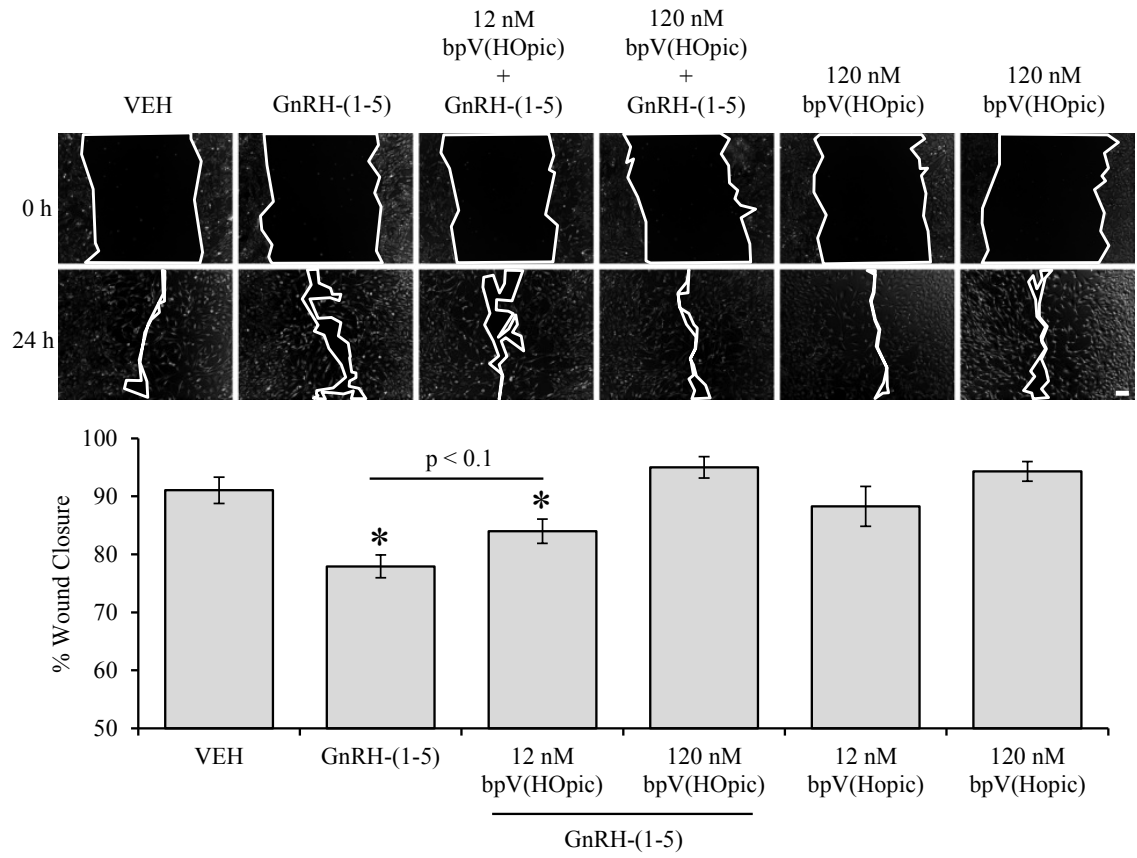 12 nM
bpV(HOpic)
+
GnRH-(1-5)
120 nM
bpV(HOpic)
+
GnRH-(1-5)
VEH
GnRH-(1-5)
120 nM
bpV(HOpic)
120 nM
bpV(HOpic)
0 h
24 h
% Wound Closure
100
90
80
70
60
50
p < 0.1
*
*
VEH
GnRH-(1-5)
12 nM
bpV(HOpic)
120 nM
bpV(HOpic)
12 nM
bpV(Hopic)
120 nM
bpV(Hopic)
GnRH-(1-5)